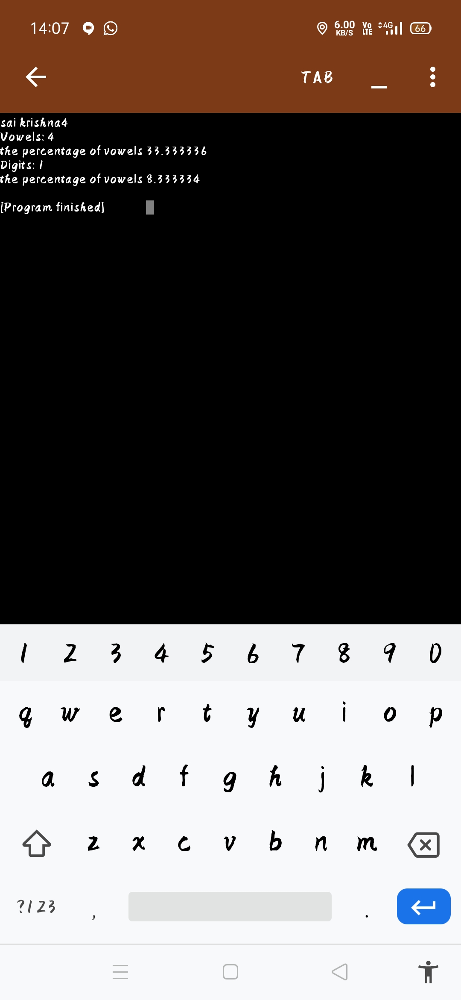 14:07 6.00 KB/S Vo LTE 4G 66
TAB
sai krishna4
Vowels: 4
the percentage of vowels 33.333336
Digits: 1
the percentage of vowels 8.333334
[Program finished]
1 2 3 4 5 6 7 8 9 0
q w e r t y u i o p
a s d f g h j k l
z x c v b n m
?123 , .